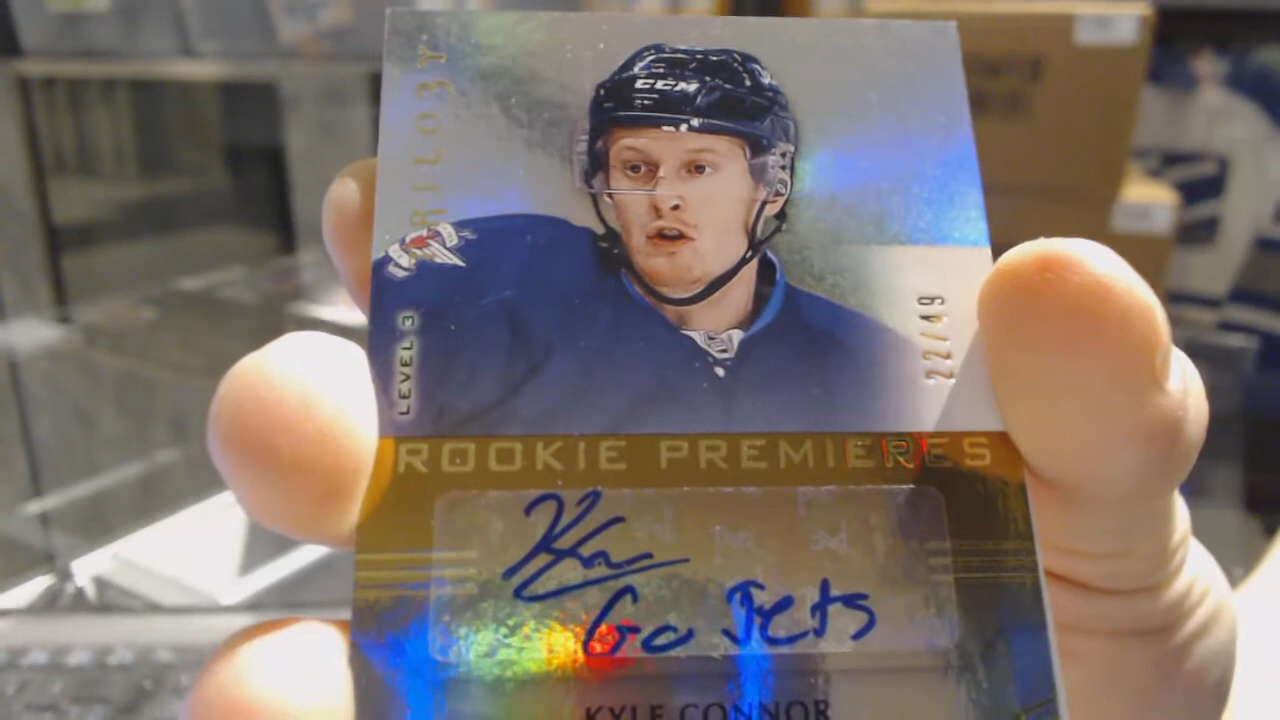 CCM
TRILOGY
LEVEL 3
22/49
ROOKIE PREMIERES
Go Jets
KYLE CONNOR